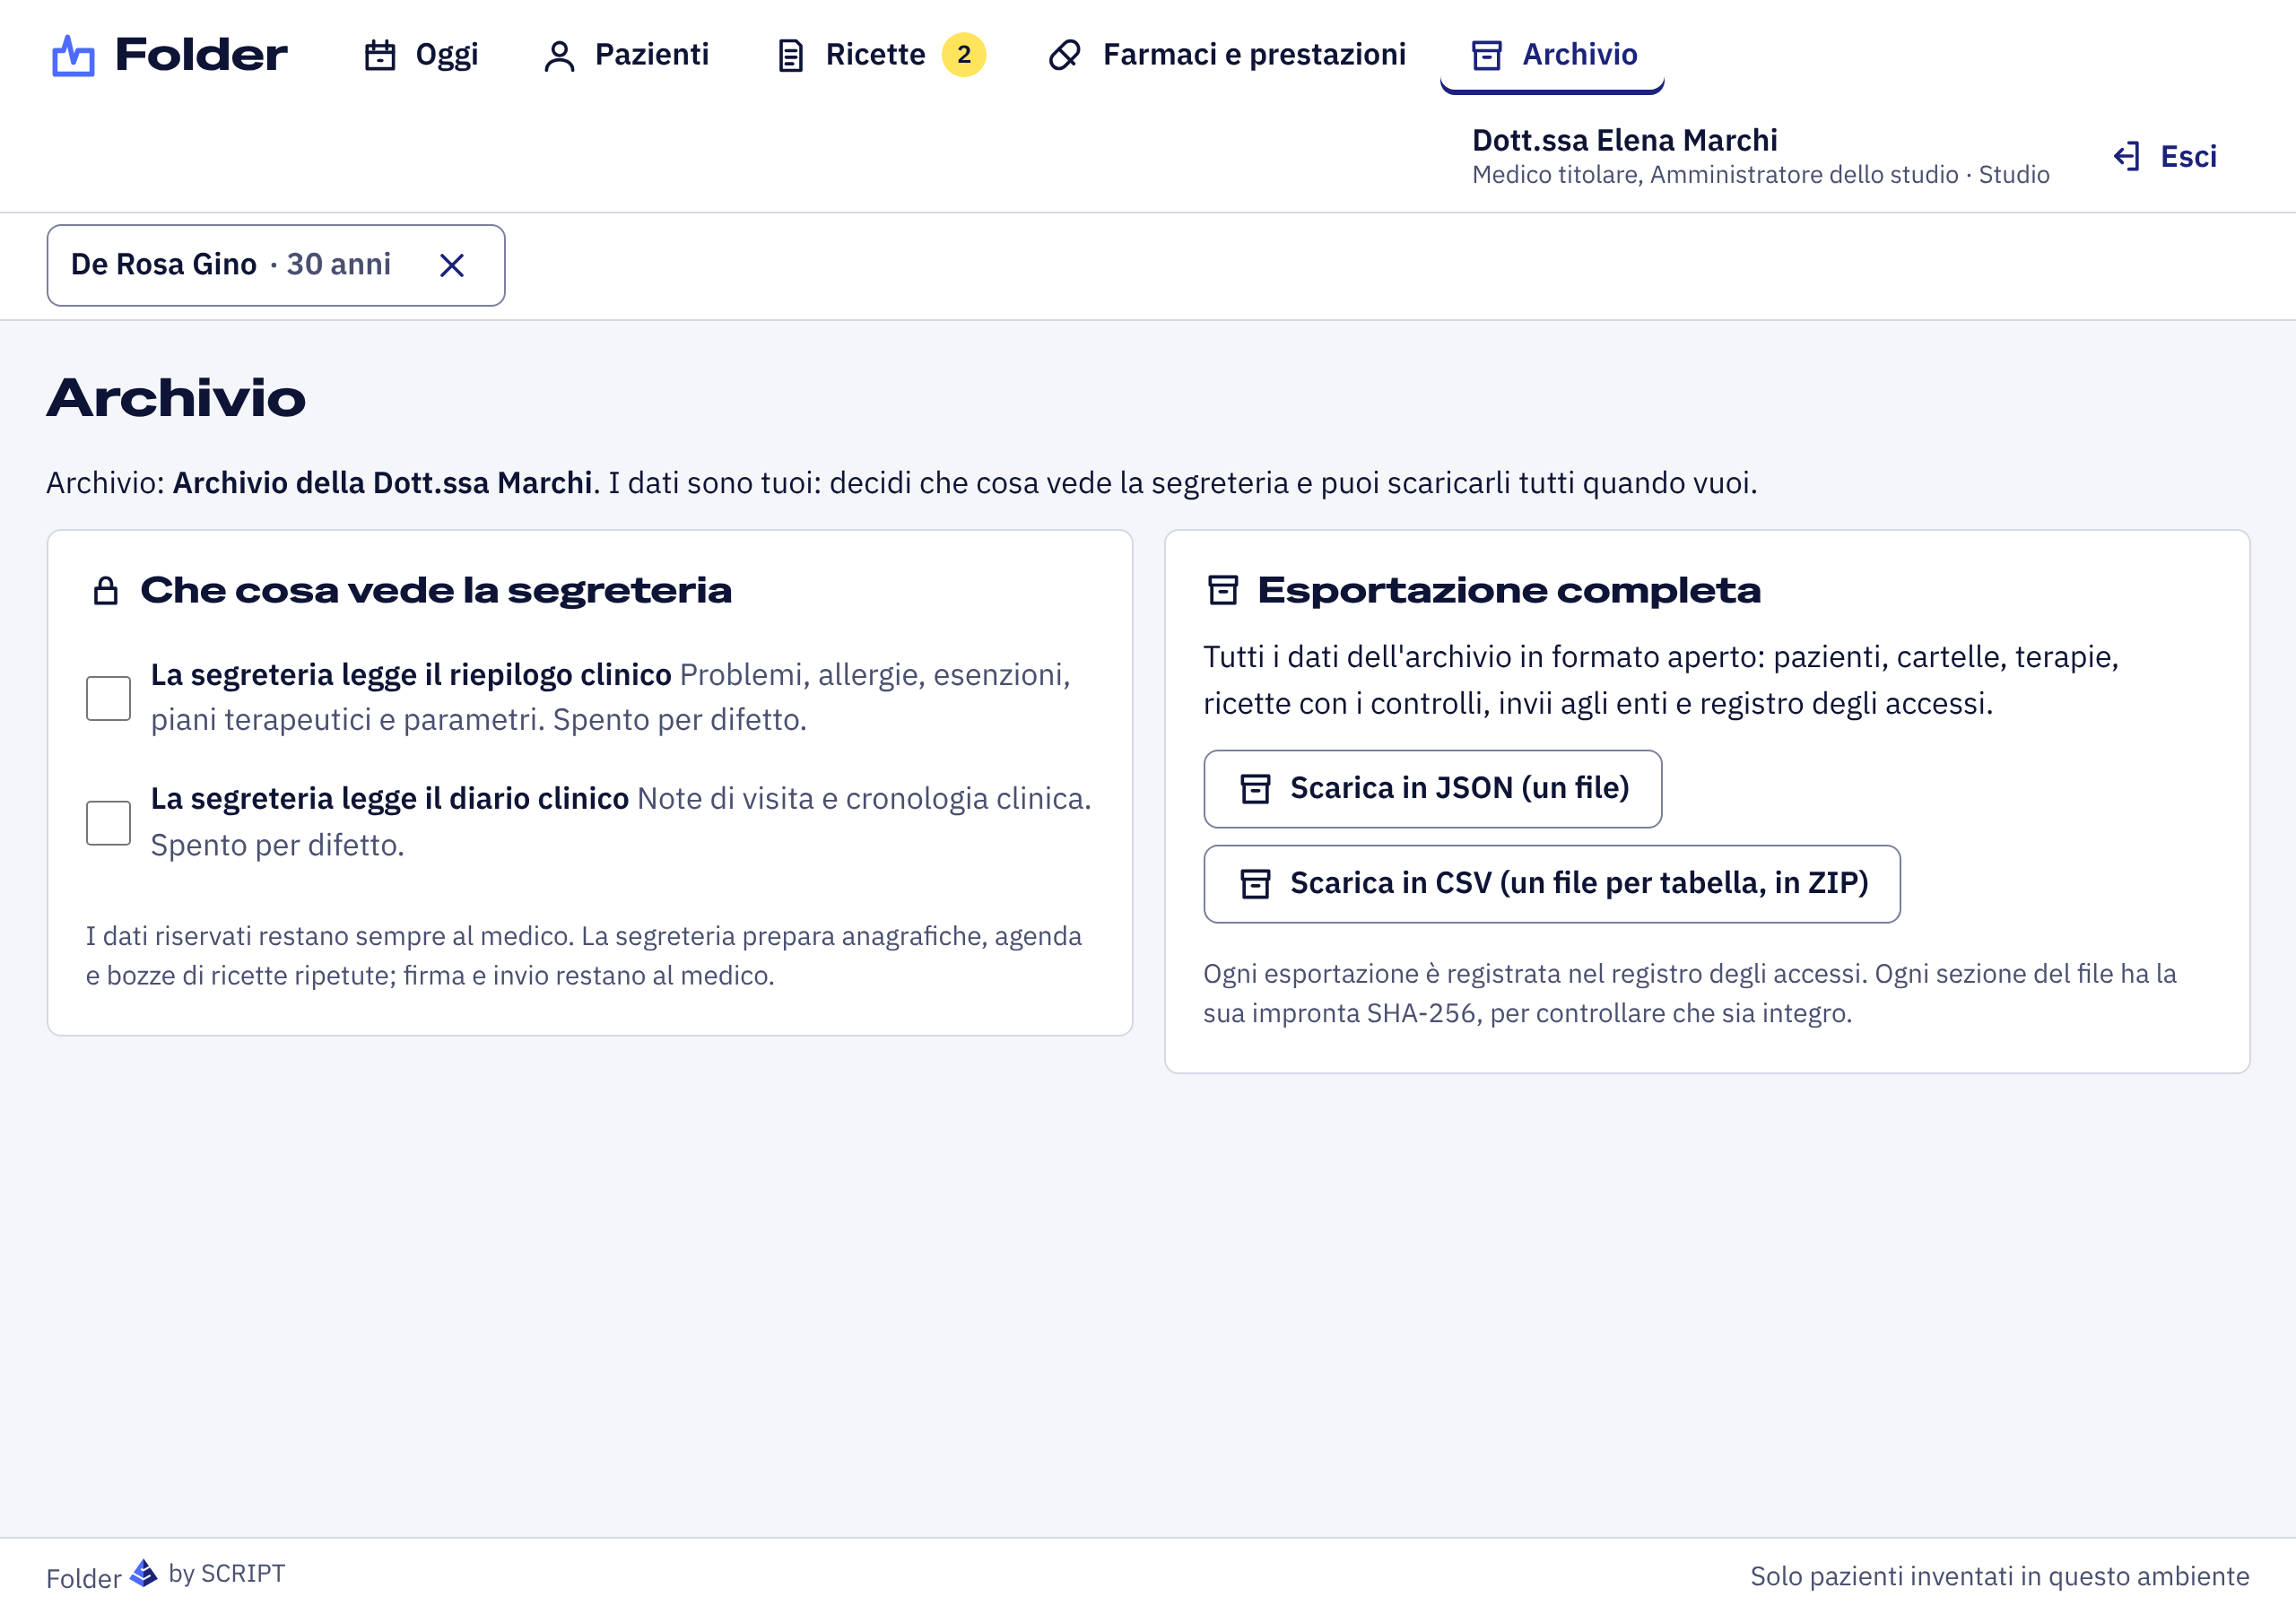 Folder
Oggi
Pazienti
Ricette 2
Farmaci e prestazioni
Archivio
Dott.ssa Elena Marchi
Medico titolare, Amministratore dello studio · Studio
Esci
De Rosa Gino · 30 anni
Archivio
Archivio: Archivio della Dott.ssa Marchi. I dati sono tuoi: decidi che cosa vede la segreteria e puoi scaricarli tutti quando vuoi.
Che cosa vede la segreteria
La segreteria legge il riepilogo clinico Problemi, allergie, esenzioni,
piani terapeutici e parametri. Spento per difetto.
La segreteria legge il diario clinico Note di visita e cronologia clinica.
Spento per difetto.
I dati riservati restano sempre al medico. La segreteria prepara anagrafiche, agenda
e bozze di ricette ripetute; firma e invio restano al medico.
Esportazione completa
Tutti i dati dell'archivio in formato aperto: pazienti, cartelle, terapie,
ricette con i controlli, invii agli enti e registro degli accessi.
Scarica in JSON (un file)
Scarica in CSV (un file per tabella, in ZIP)
Ogni esportazione è registrata nel registro degli accessi. Ogni sezione del file ha la
sua impronta SHA-256, per controllare che sia integro.
Folder by SCRIPT
Solo pazienti inventati in questo ambiente